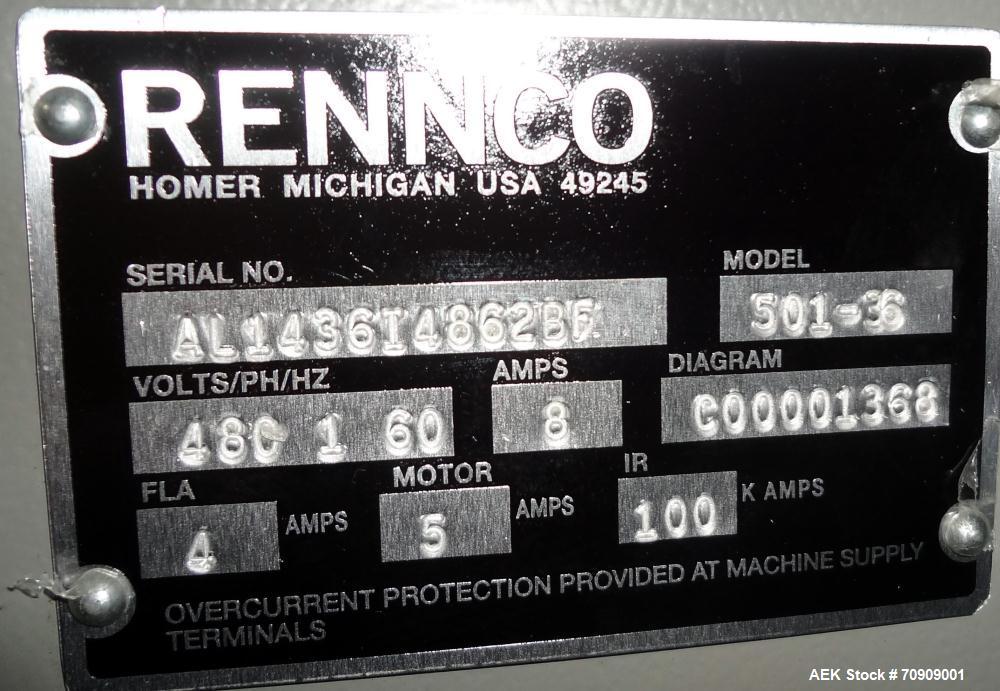 RENNCO
HOMER MICHIGAN USA 49245
SERIAL NO.
MODEL
AL1436I4862BF
501-36
VOLTS/PH/HZ
AMPS
DIAGRAM
480 1 60
8
C00001368
FLA
MOTOR
IR
4 AMPS
5 AMPS
100 K AMPS
OVERCURRENT PROTECTION PROVIDED AT MACHINE SUPPLY
TERMINALS
AEK Stock # 70909001